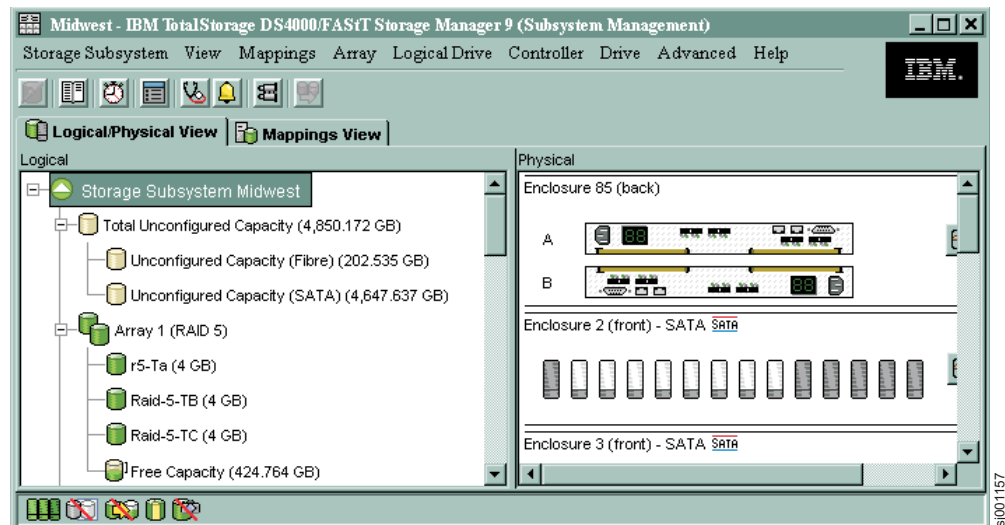 Midwest - IBM TotalStorage DS4000/FAStT Storage Manager 9 (Subsystem Management)
Storage Subsystem View Mappings Array Logical Drive Controller Drive Advanced Help
IBM.
Logical/Physical View Mappings View
Logical
Storage Subsystem Midwest
Total Unconfigured Capacity (4,850.172 GB)
Unconfigured Capacity (Fibre) (202.535 GB)
Unconfigured Capacity (SATA) (4,647.637 GB)
Array 1 (RAID 5)
r5-Ta (4 GB)
Raid-5-TB (4 GB)
Raid-5-TC (4 GB)
Free Capacity (424.764 GB)
Physical
Enclosure 85 (back)
A
88
B
88
Enclosure 2 (front) - SATA SATA
Enclosure 3 (front) - SATA SATA
si001157